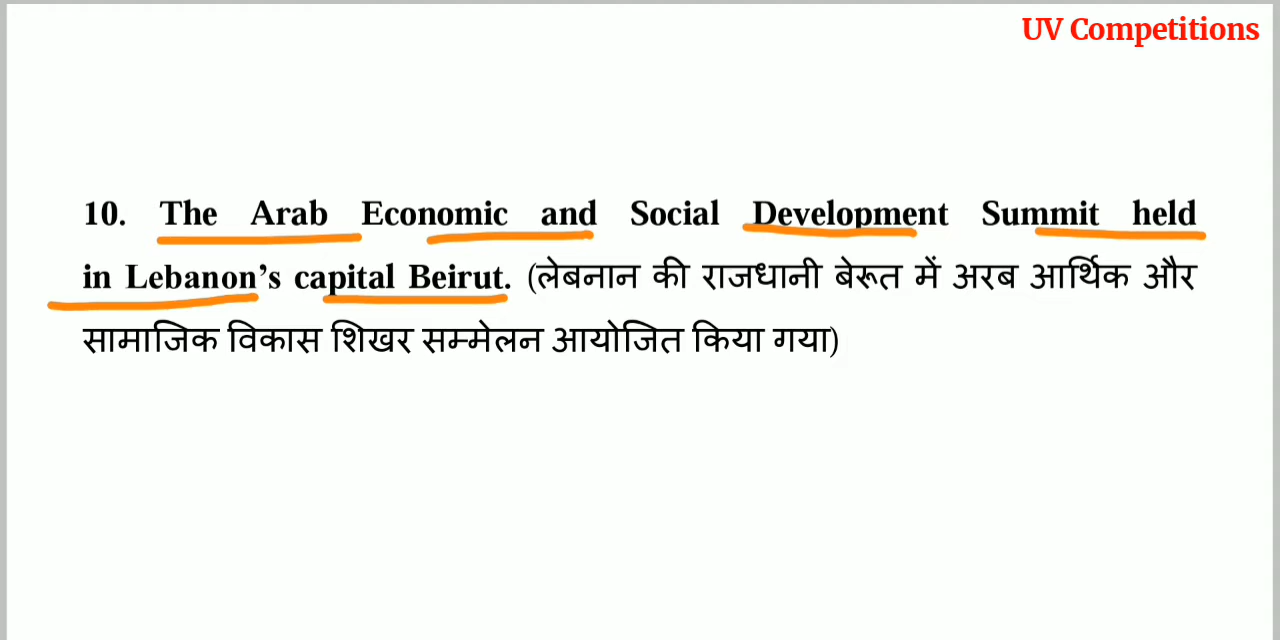 UV Competitions
10. The Arab Economic and Social Development Summit held
in Lebanon’s capital Beirut. (लेबनान की राजधानी बेरूत में अरब आर्थिक और
सामाजिक विकास शिखर सम्मेलन आयोजित किया गया)